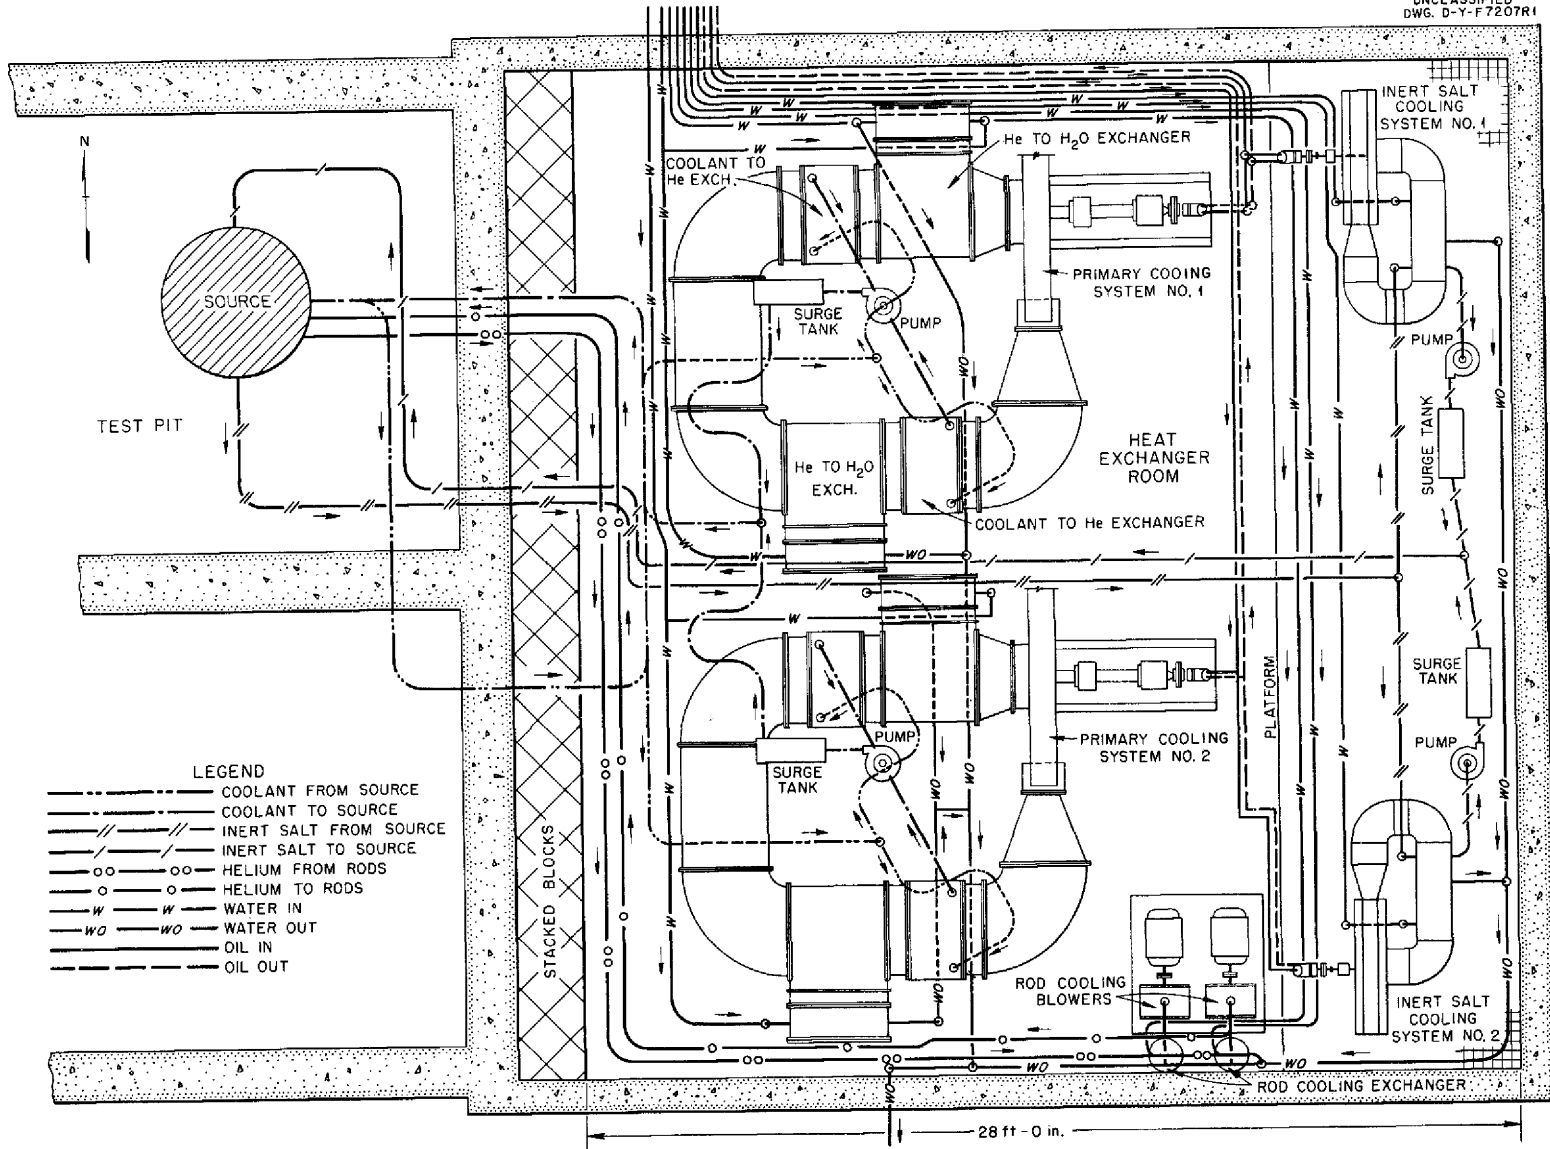 UNCLASSIFIED
DWG. D-Y-F7207R1
N
SOURCE
TEST PIT
COOLANT TO
He EXCH.
He TO H2O EXCHANGER
INERT SALT
COOLING
SYSTEM NO. 1
PRIMARY COOING
SYSTEM NO. 1
SURGE
TANK
PUMP
PUMP
SURGE TANK
HEAT
EXCHANGER
ROOM
He TO H2O
EXCH.
COOLANT TO He EXCHANGER
SURGE
TANK
PLATFORM
PUMP
PRIMARY COOLING
SYSTEM NO. 2
SURGE
TANK
PUMP
LEGEND
COOLANT FROM SOURCE
COOLANT TO SOURCE
INERT SALT FROM SOURCE
INERT SALT TO SOURCE
HELIUM FROM RODS
HELIUM TO RODS
W W WATER IN
WO WO WATER OUT
OIL IN
OIL OUT
STACKED BLOCKS
ROD COOLING
BLOWERS
INERT SALT
COOLING
SYSTEM NO. 2
ROD COOLING EXCHANGER
28 ft-0 in.